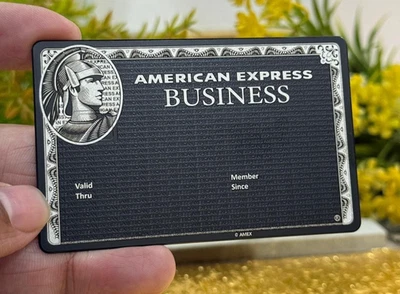 AMERICAN EXPRESS
BUSINESS
Valid
Thru
Member
Since
© AMEX
®